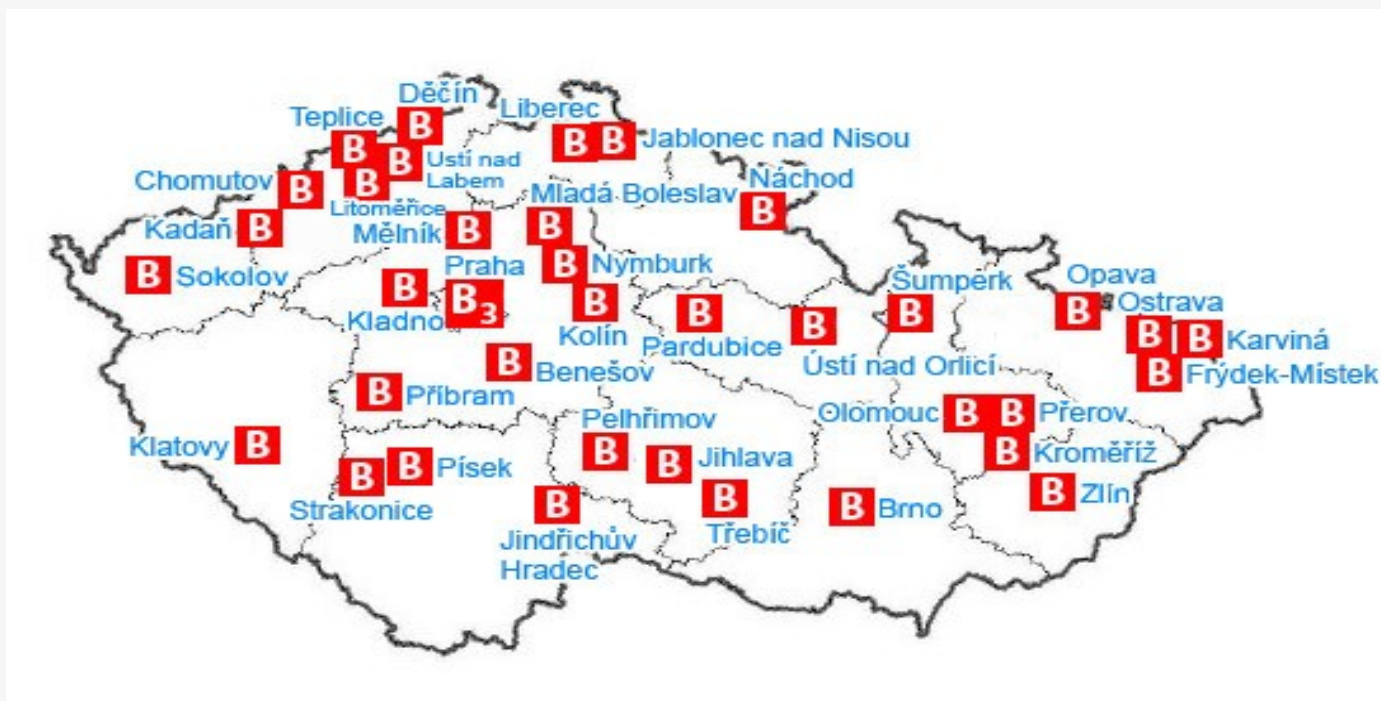 Děčín
Teplice
B
Liberec
B
B B
Jablonec nad Nisou
B
Ustí nad
Labem
Chomutov
B
B
Litoměřice
Mladá Boleslav
Náchod
B
Kadaň
B
Mělník
B
B
B
Sokolov
Praha
B
Nymburk
Šumperk
Opava
B
B3
Kladno
B
Kolín
B
Pardubice
B
Ústí nad Orlicí
B
B
Ostrava
B
B
Karviná
B
Frýdek-Místek
B
Benešov
B
Příbram
Klatovy
B
Pelhřimov
B
B
Jihlava
Olomouc
B
B
Přerov
B
Kroměříž
B
Strakonice
B
Písek
B
Jindřichův
Hradec
B
Třebíč
B
Brno
B
Zlín